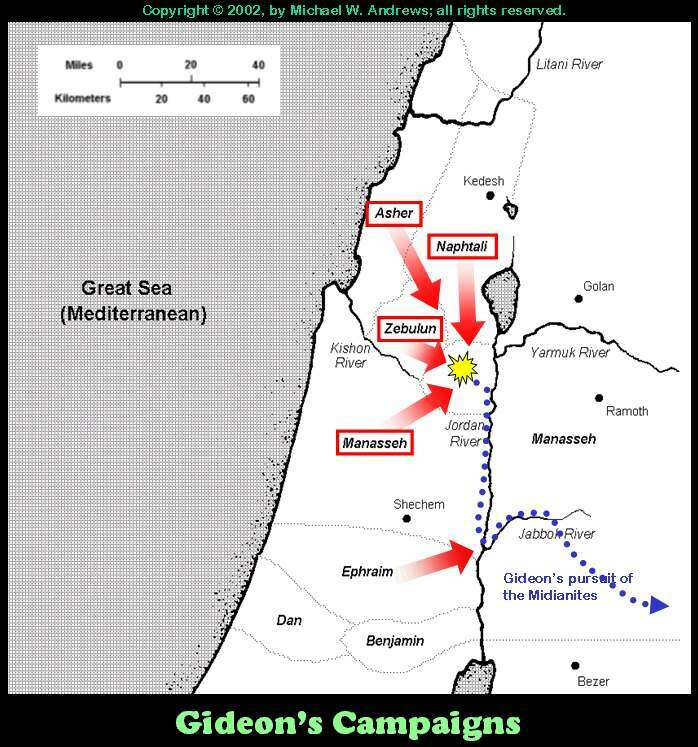 Copyright © 2002, by Michael W. Andrews; all rights reserved.
Miles 0 20 40
Kilometers 20 40 60
Litani River
Kedesh
Asher
Naphtali
Golan
Great Sea
(Mediterranean)
Zebulun
Kishon
River
Yarmuk River
Ramoth
Jordan
River
Manasseh
Manasseh
Shechem
Jabbok River
Ephraim
Gideon's pursuit of
the Midianites
Dan
Benjamin
Bezer
Gideon's Campaigns